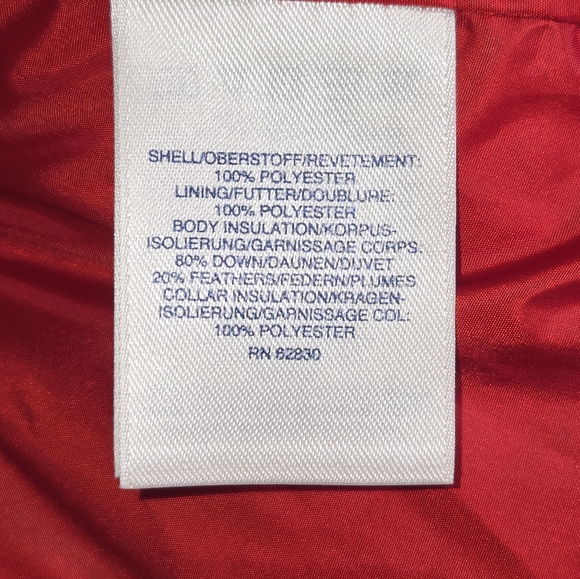 SHELL/OBERSTOFF/REVETEMENT:
100% POLYESTER
LINING/FUTTER/DOUBLURE:
100% POLYESTER
BODY INSULATION/KORPUS-
ISOLIERUNG/GARNISSAGE CORPS:
80% DOWN/DAUNEN/DUVET
20% FEATHERS/FEDERN/PLUMES
COLLAR INSULATION/KRAGEN-
ISOLIERUNG/GARNISSAGE COL:
100% POLYESTER
RN 62830